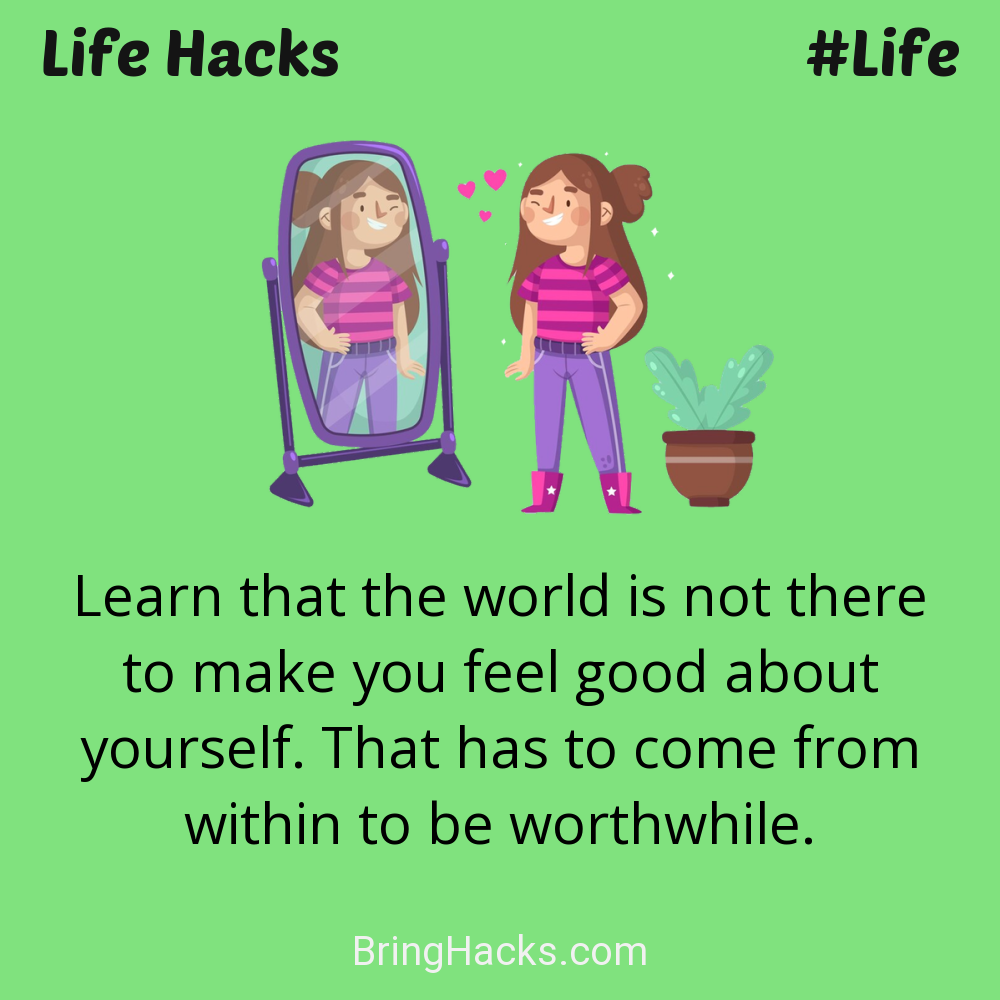 Life Hacks
#Life
Learn that the world is not there
to make you feel good about
yourself. That has to come from
within to be worthwhile.
BringHacks.com